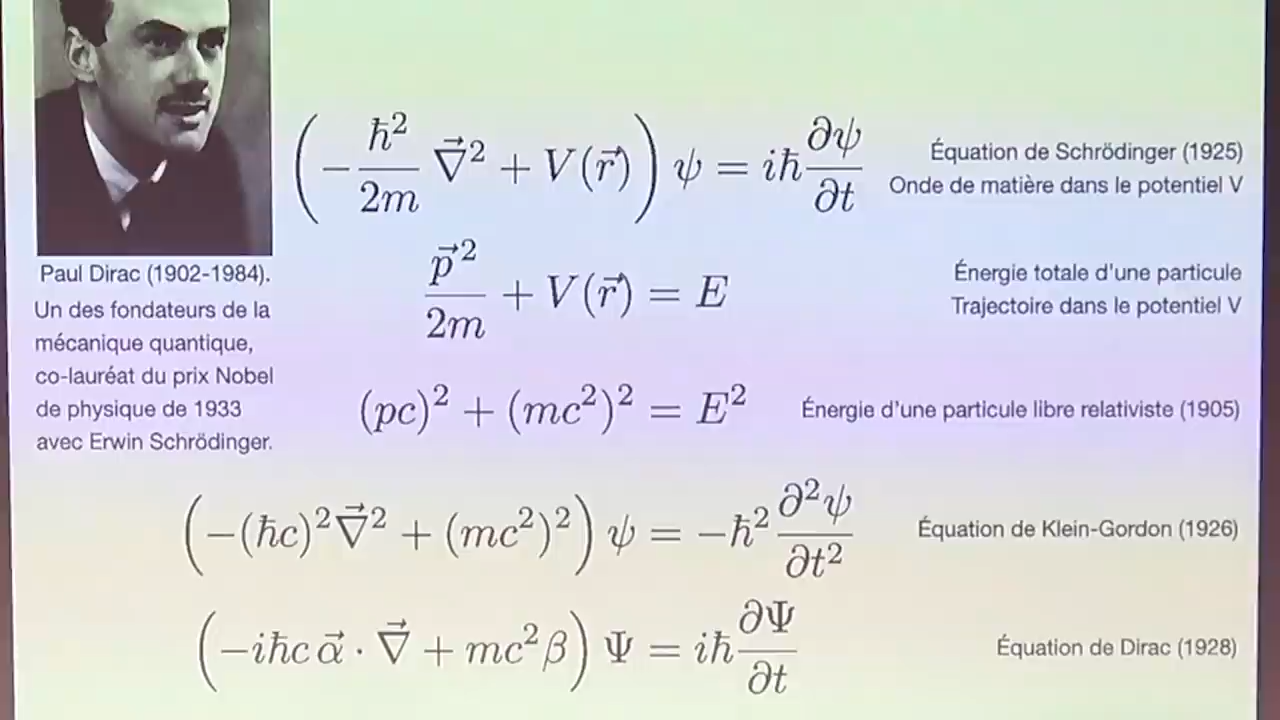 (−ℏ²/2m ∇⃗² + V(r⃗)) ψ = iℏ ∂ψ/∂t
Équation de Schrödinger (1925)
Onde de matière dans le potentiel V
Paul Dirac (1902-1984).
Un des fondateurs de la
mécanique quantique,
co-lauréat du prix Nobel
de physique de 1933
avec Erwin Schrödinger.
p⃗²/2m + V(r⃗) = E
Énergie totale d'une particule
Trajectoire dans le potentiel V
(pc)² + (mc²)² = E²
Énergie d'une particule libre relativiste (1905)
(−(ℏc)²∇⃗² + (mc²)²) ψ = −ℏ² ∂²ψ/∂t²
Équation de Klein-Gordon (1926)
(−iℏc α⃗ · ∇⃗ + mc²β) Ψ = iℏ ∂Ψ/∂t
Équation de Dirac (1928)